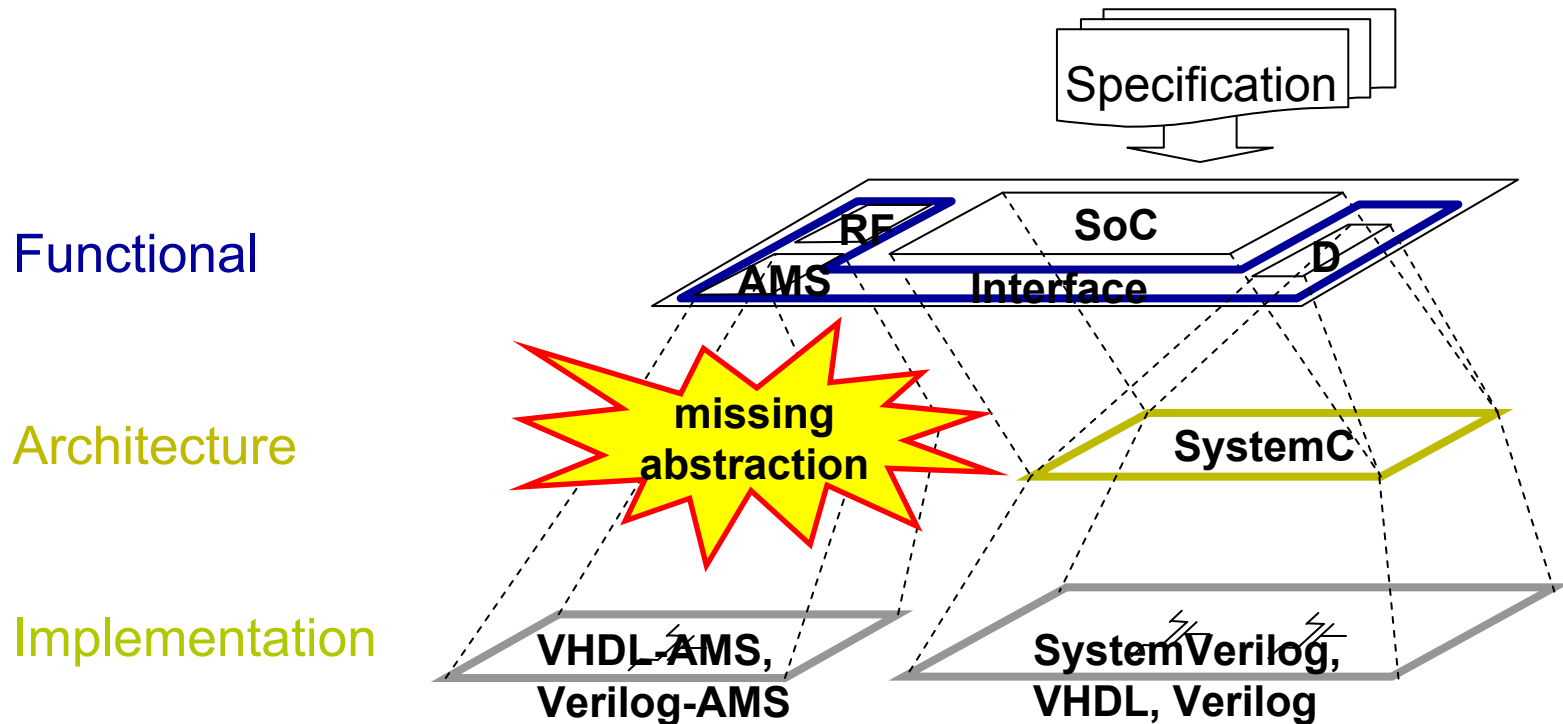 Specification
Functional
RF
SoC
D
AMS
Interface
missing
abstraction
Architecture
SystemC
Implementation
VHDL-AMS,
Verilog-AMS
SystemVerilog,
VHDL, Verilog